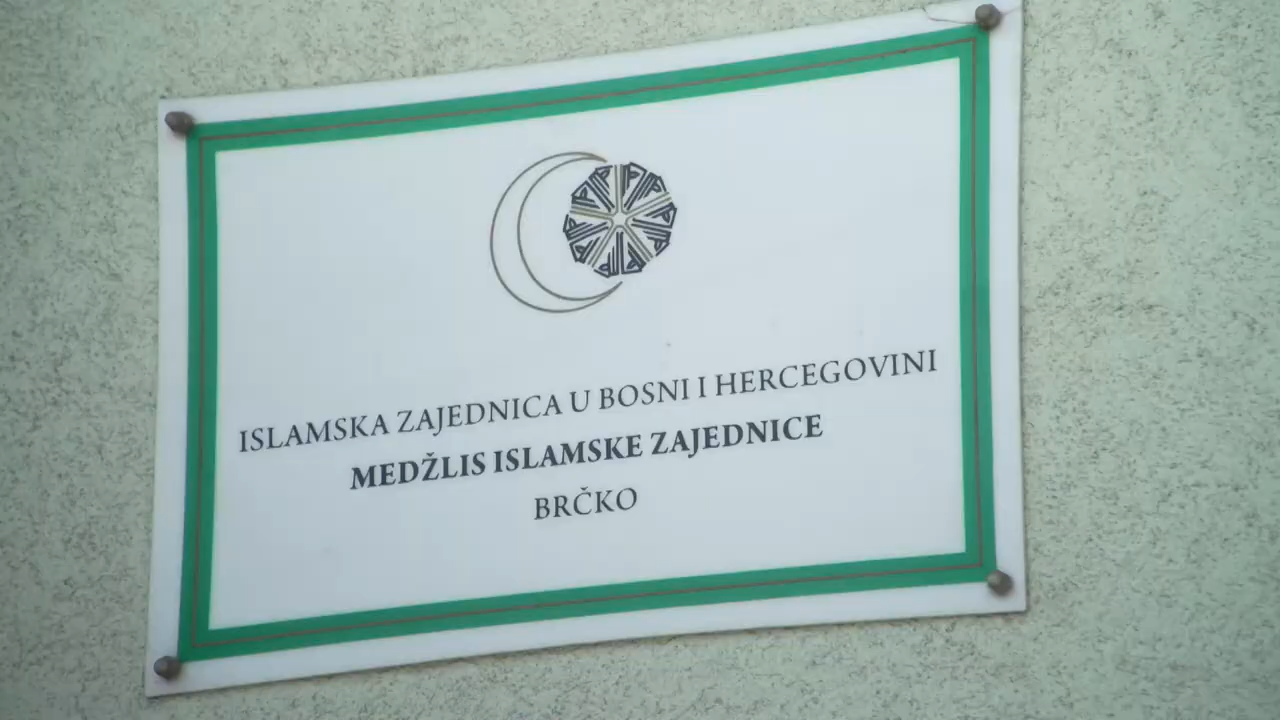 ISLAMSKA ZAJEDNICA U BOSNI I HERCEGOVINI
MEDŽLIS ISLAMSKE ZAJEDNICE
BRČKO